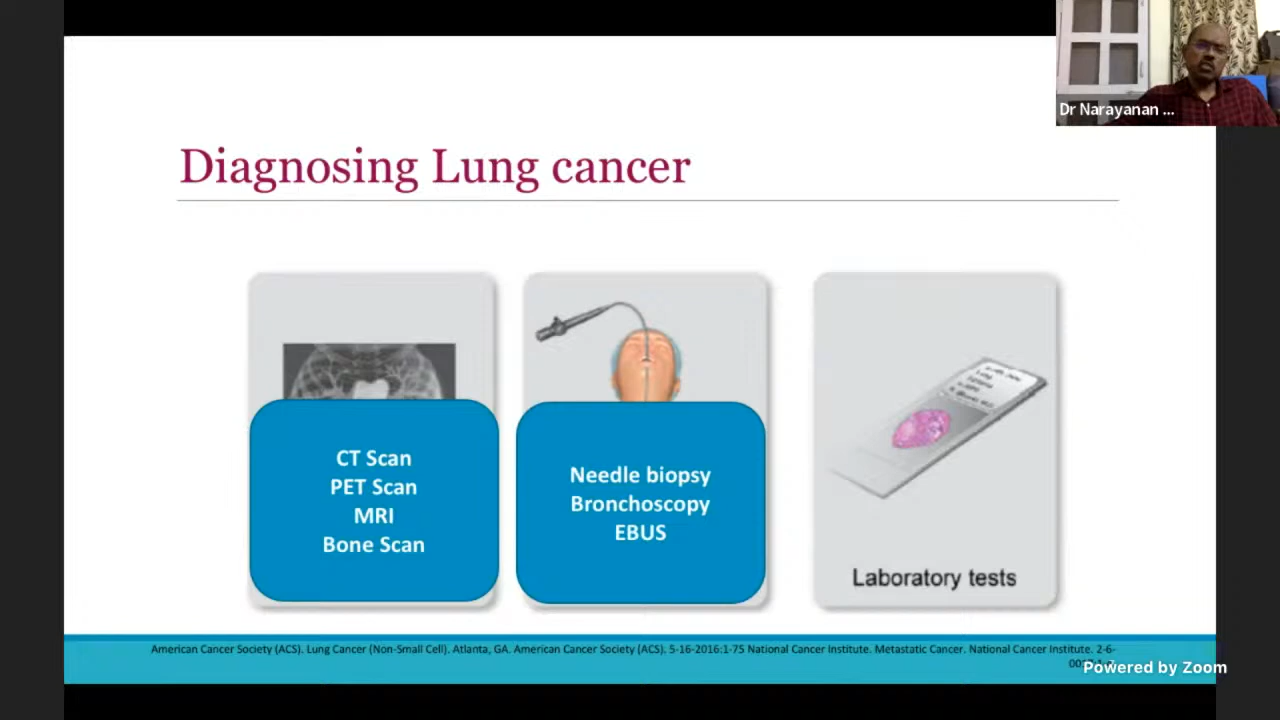 Dr Narayanan ...
Diagnosing Lung cancer
CT Scan
PET Scan
MRI
Bone Scan
Needle biopsy
Bronchoscopy
EBUS
Laboratory tests
American Cancer Society (ACS). Lung Cancer (Non-Small Cell). Atlanta, GA. American Cancer Society (ACS). 5-16-2016:1-75 National Cancer Institute. Metastatic Cancer. National Cancer Institute. 2-6-
Powered by Zoom